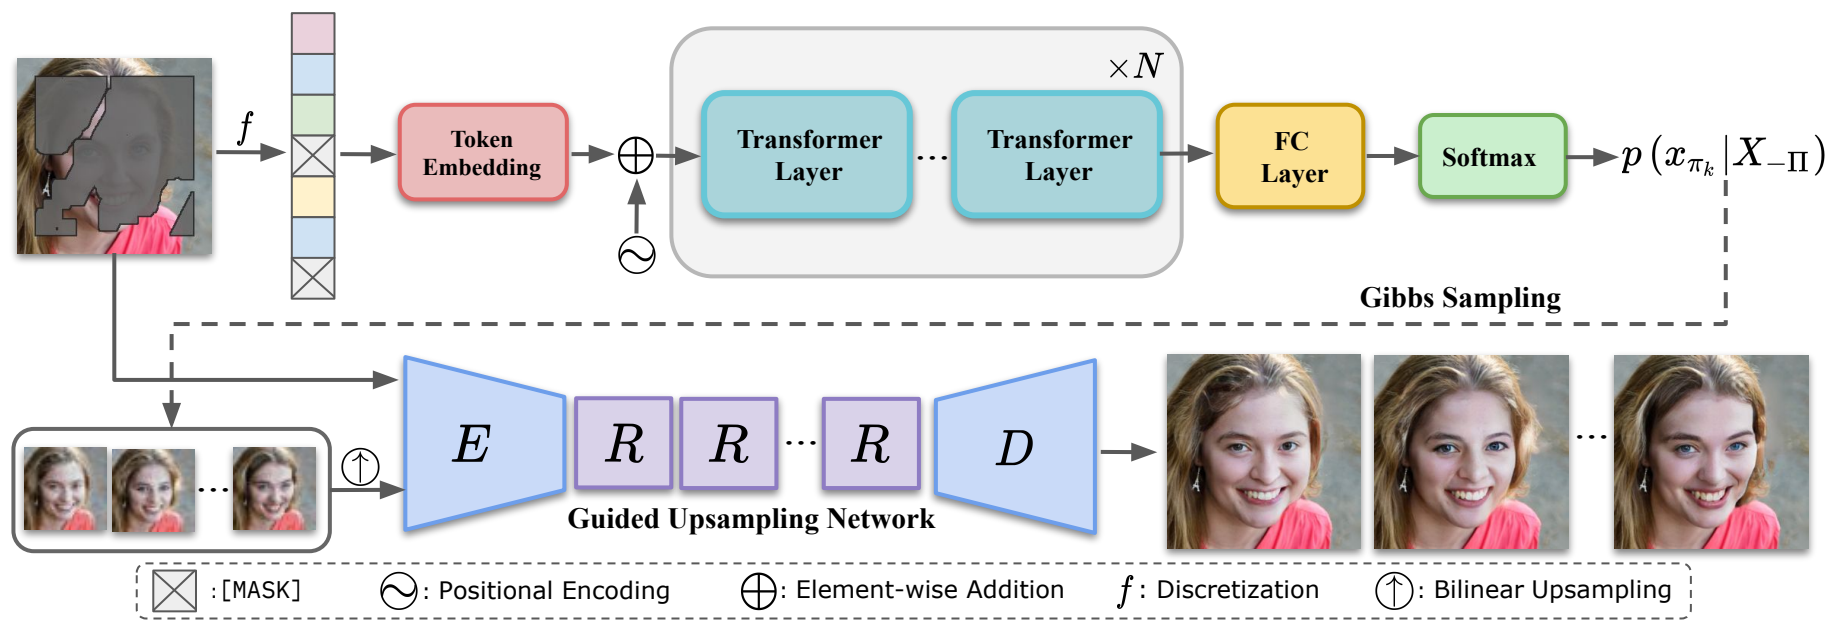 f
Token
Embedding
×N
Transformer
Layer
...
Transformer
Layer
FC
Layer
Softmax
p (x_{π_k} | X_{−Π})
Gibbs Sampling
...
E
R
R
...
R
D
...
Guided Upsampling Network
:[MASK]
: Positional Encoding
: Element-wise Addition
f : Discretization
: Bilinear Upsampling